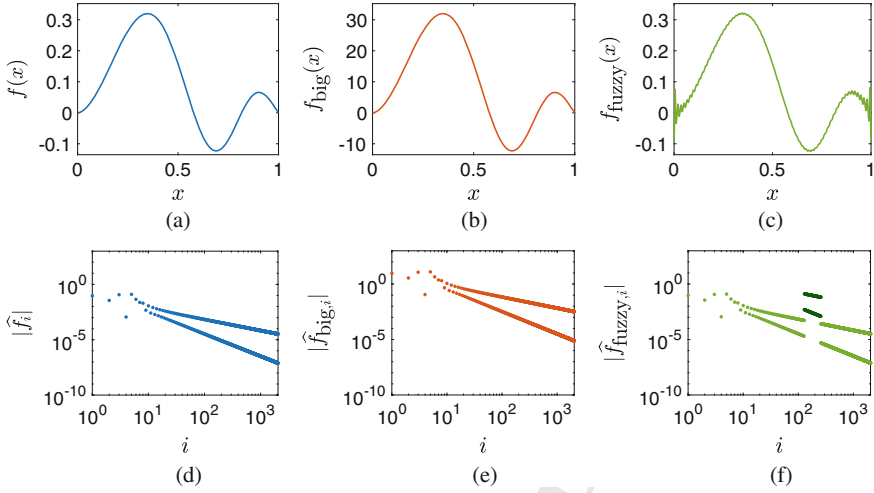 f(x)
0.3
0.2
0.1
0
-0.1
0
0.5
1
x
(a)
f_big(x)
30
20
10
0
-10
0
0.5
1
x
(b)
f_fuzzy(x)
0.3
0.2
0.1
0
-0.1
0
0.5
1
x
(c)
|f̂_i|
10^0
10^-5
10^-10
10^0
10^1
10^2
10^3
i
(d)
|f̂_big,i|
10^0
10^-5
10^-10
10^0
10^1
10^2
10^3
i
(e)
|f̂_fuzzy,i|
10^0
10^-5
10^-10
10^0
10^1
10^2
10^3
i
(f)